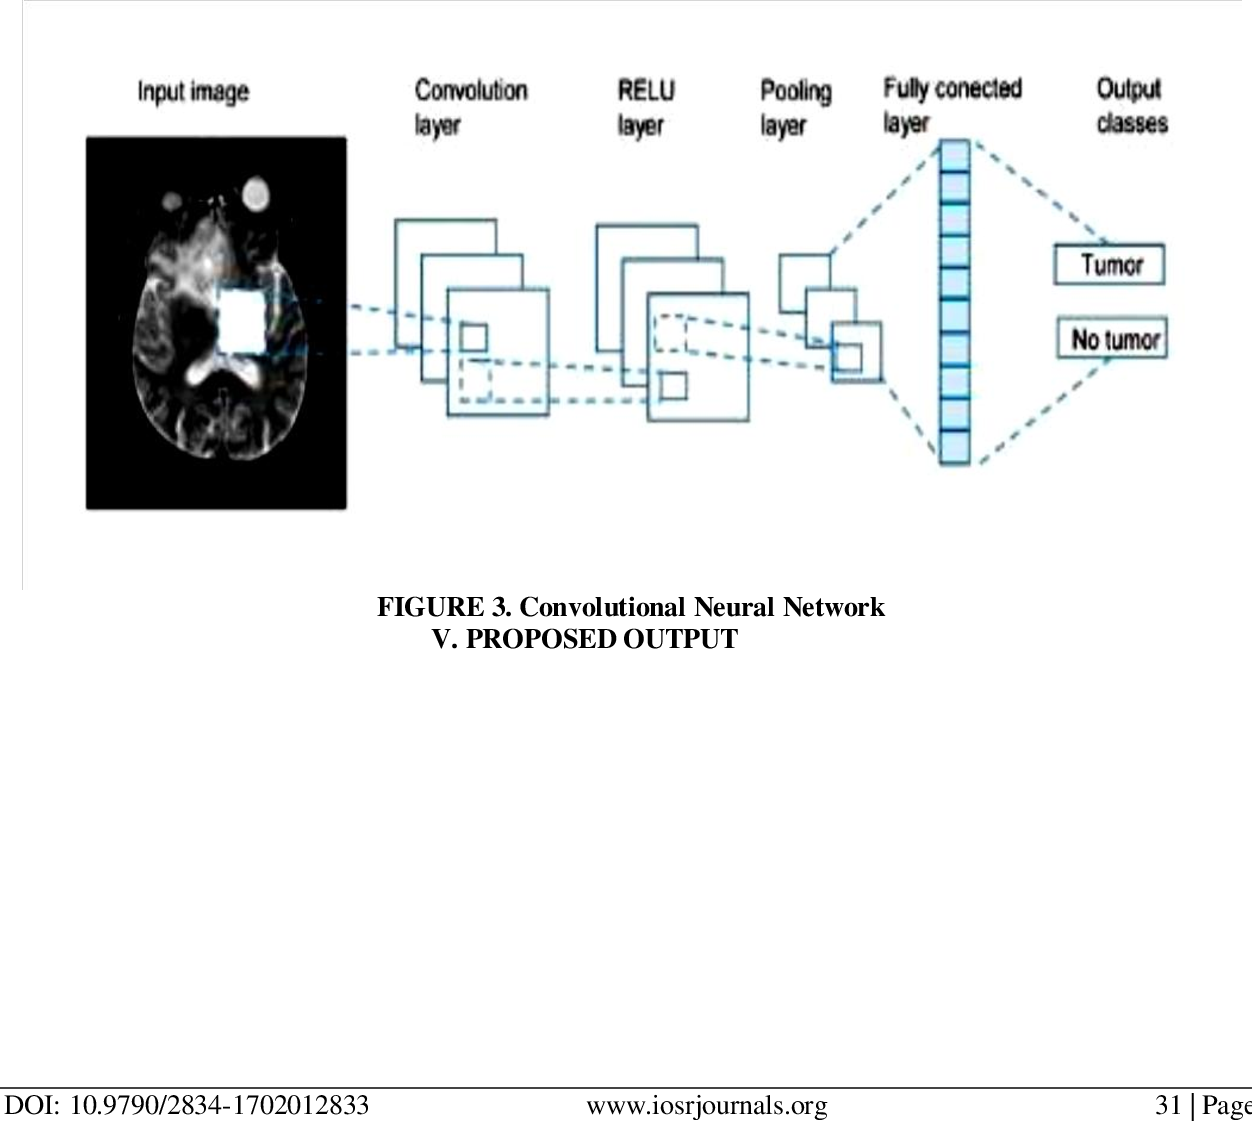 Input image
Convolution
layer
RELU
layer
Pooling
layer
Fully conected
layer
Output
classes
Tumor
No tumor
FIGURE 3. Convolutional Neural Network
V. PROPOSED OUTPUT
DOI: 10.9790/2834-1702012833 www.iosrjournals.org 31 | Page